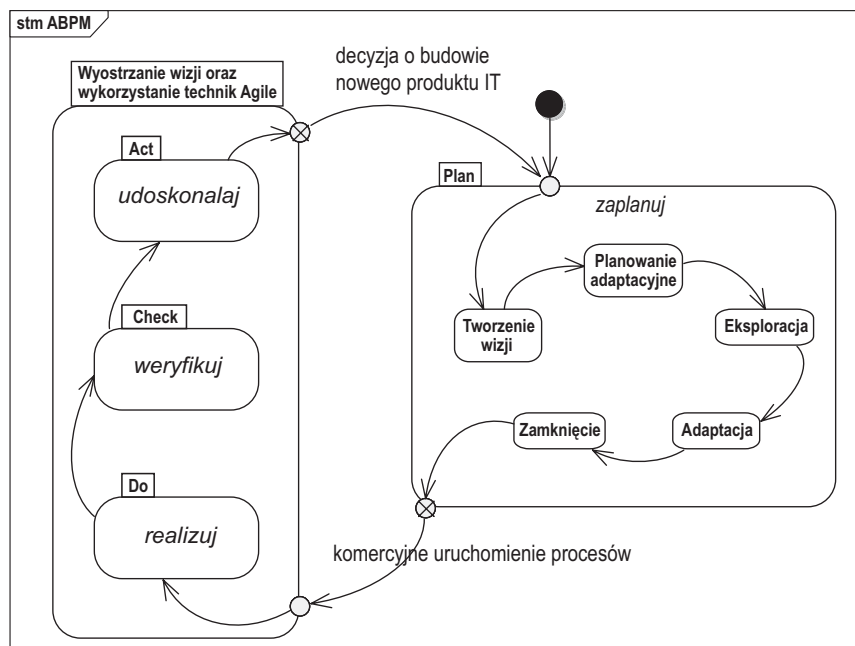 stm ABPM
Wyostrzanie wizji oraz
wykorzystanie technik Agile
Act
udoskonalaj
Check
weryfikuj
Do
realizuj
decyzja o budowie
nowego produktu IT
Plan
zaplanuj
Planowanie
adaptacyjne
Tworzenie
wizji
Eksploracja
Zamknięcie
Adaptacja
komercyjne uruchomienie procesów